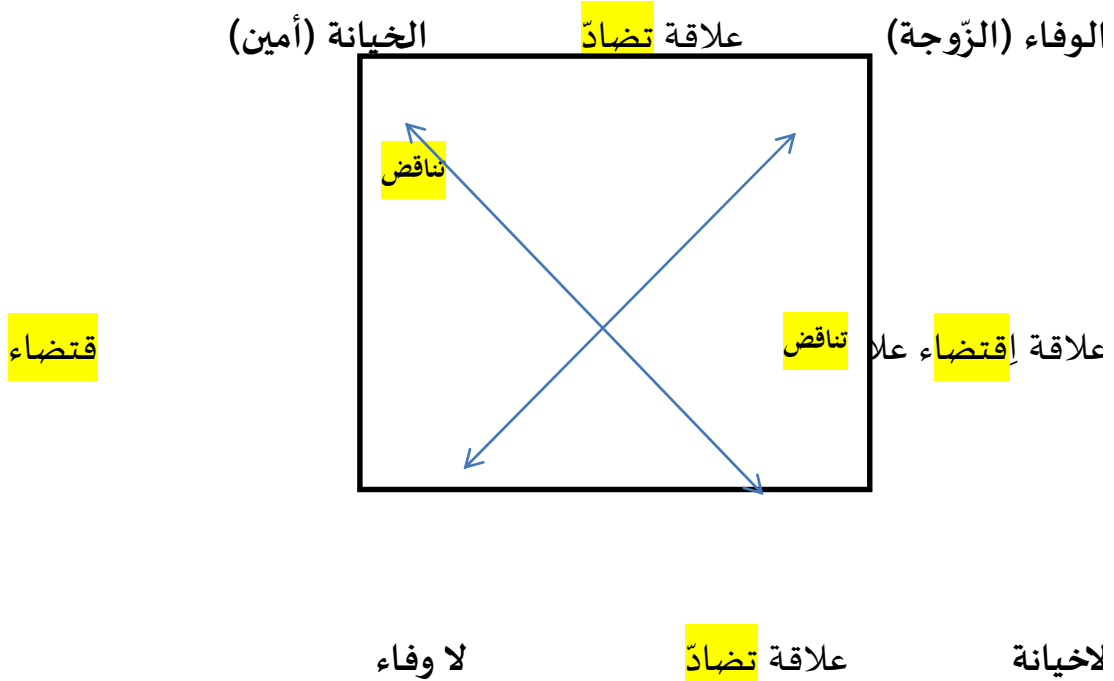 الوفاء (الزّوجة) علاقة تضادّ الخيانة (أمين)
تناقض
علاقة اِقتضاء علا تناقض قتضاء
لاخيانة علاقة تضادّ لا وفاء